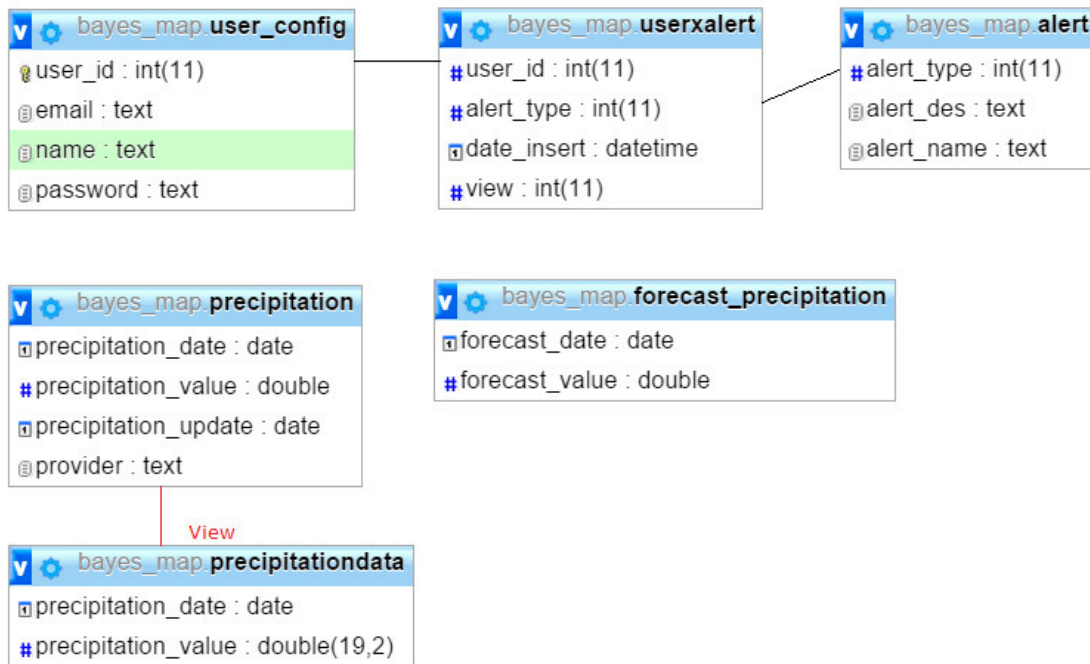 bayes_map.user_config
user_id : int(11)
email : text
name : text
password : text
bayes_map.userxalert
user_id : int(11)
alert_type : int(11)
date_insert : datetime
view : int(11)
bayes_map.alert
alert_type : int(11)
alert_des : text
alert_name : text
bayes_map.precipitation
precipitation_date : date
precipitation_value : double
precipitation_update : date
provider : text
bayes_map.forecast_precipitation
forecast_date : date
forecast_value : double
View
bayes_map.precipitationdata
precipitation_date : date
precipitation_value : double(19,2)